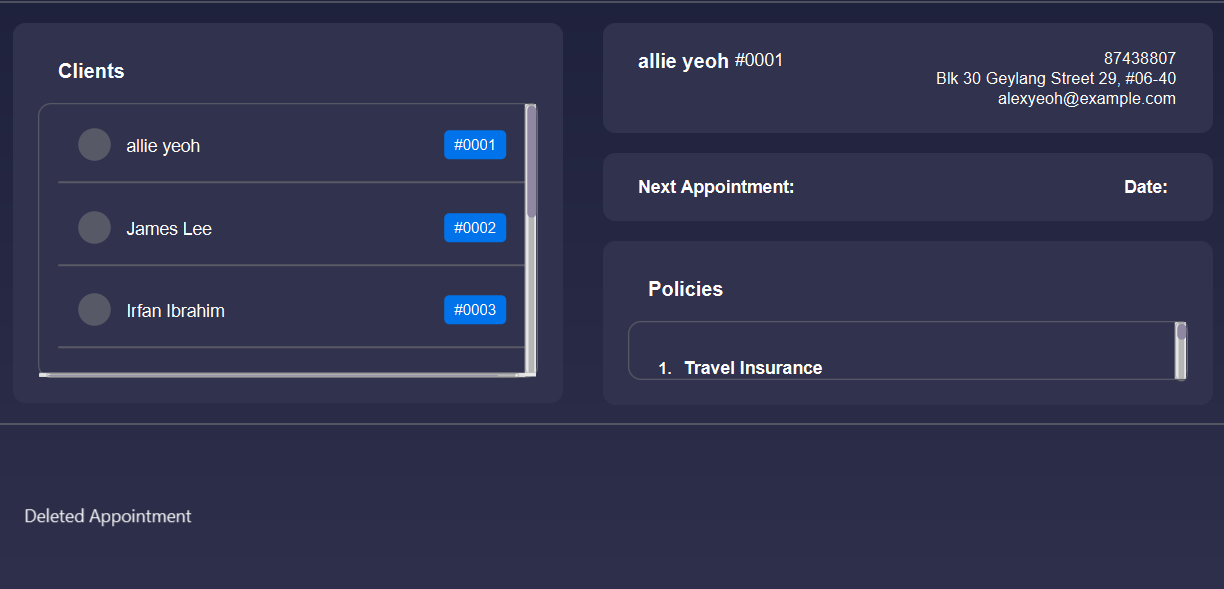 Clients
allie yeoh #0001
James Lee #0002
Irfan Ibrahim #0003
allie yeoh #0001
87438807
Blk 30 Geylang Street 29, #06-40
alexyeoh@example.com
Next Appointment: Date:
Policies
1. Travel Insurance
Deleted Appointment